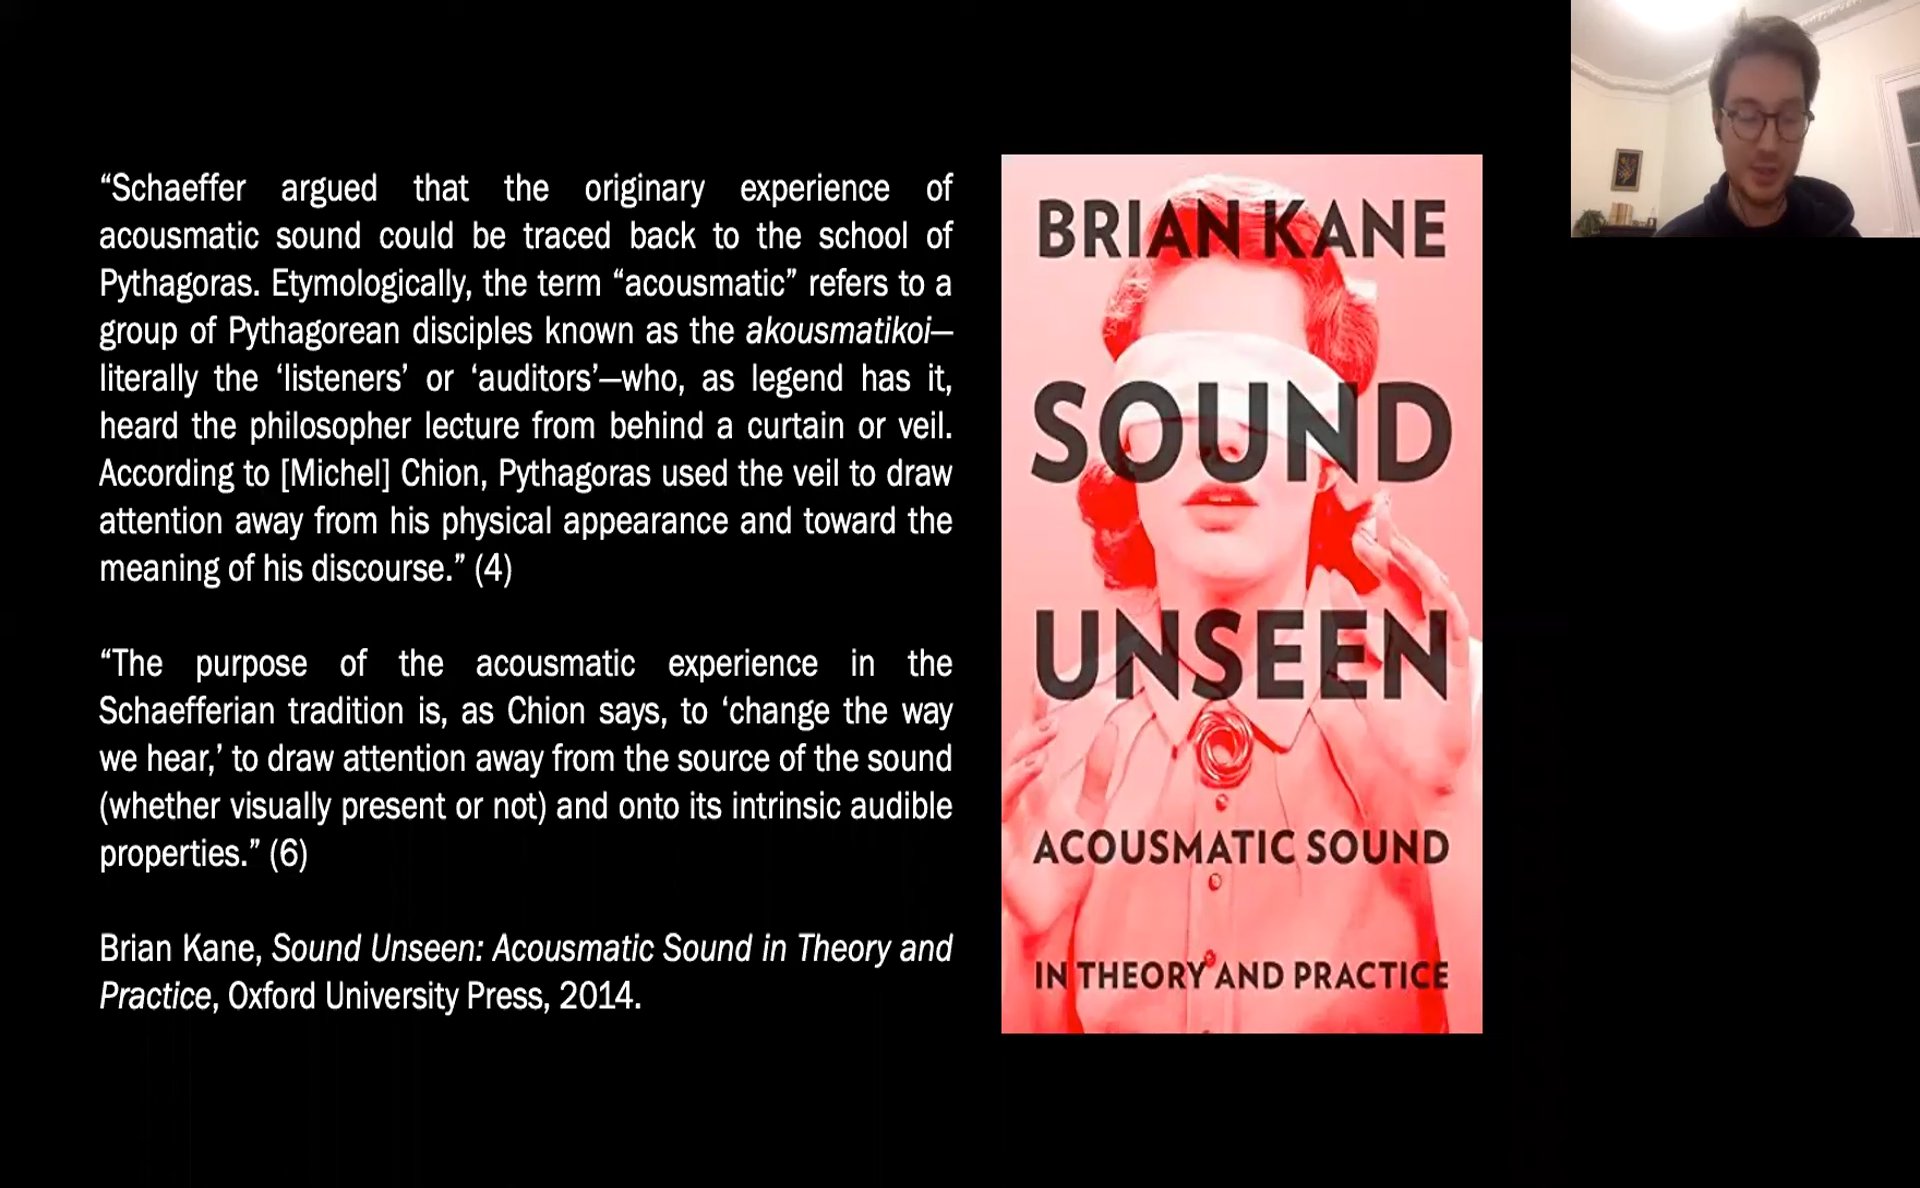 “Schaeffer argued that the originary experience of
acousmatic sound could be traced back to the school of
Pythagoras. Etymologically, the term “acousmatic” refers to a
group of Pythagorean disciples known as the akousmatikoi—
literally the ‘listeners’ or ‘auditors’—who, as legend has it,
heard the philosopher lecture from behind a curtain or veil.
According to [Michel] Chion, Pythagoras used the veil to draw
attention away from his physical appearance and toward the
meaning of his discourse.” (4)
“The purpose of the acousmatic experience in the
Schaefferian tradition is, as Chion says, to ‘change the way
we hear,’ to draw attention away from the source of the sound
(whether visually present or not) and onto its intrinsic audible
properties.” (6)
Brian Kane, Sound Unseen: Acousmatic Sound in Theory and
Practice, Oxford University Press, 2014.
BRIAN KANE
SOUND
UNSEEN
ACOUSMATIC SOUND
IN THEORY AND PRACTICE